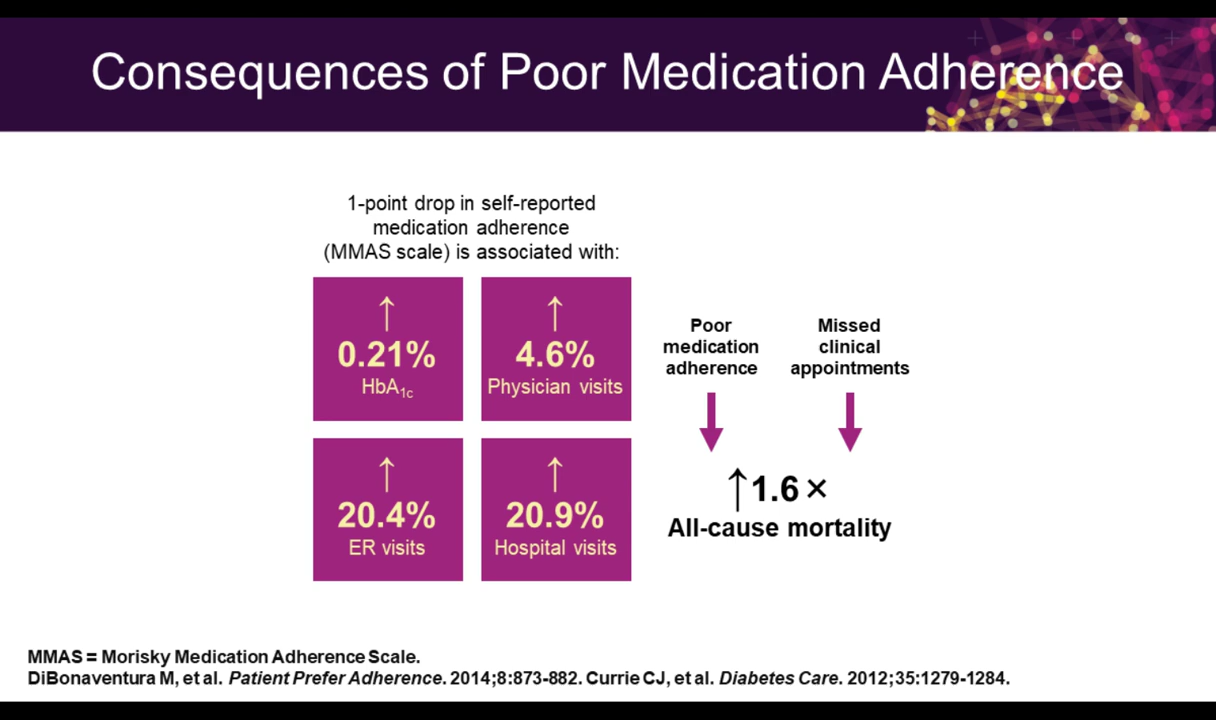 Consequences of Poor Medication Adherence
1-point drop in self-reported
medication adherence
(MMAS scale) is associated with:
↑
0.21%
HbA1c
↑
4.6%
Physician visits
↑
20.4%
ER visits
↑
20.9%
Hospital visits
Poor
medication
adherence
Missed
clinical
appointments
↑1.6 ×
All-cause mortality
MMAS = Morisky Medication Adherence Scale.
DiBonaventura M, et al. Patient Prefer Adherence. 2014;8:873-882. Currie CJ, et al. Diabetes Care. 2012;35:1279-1284.